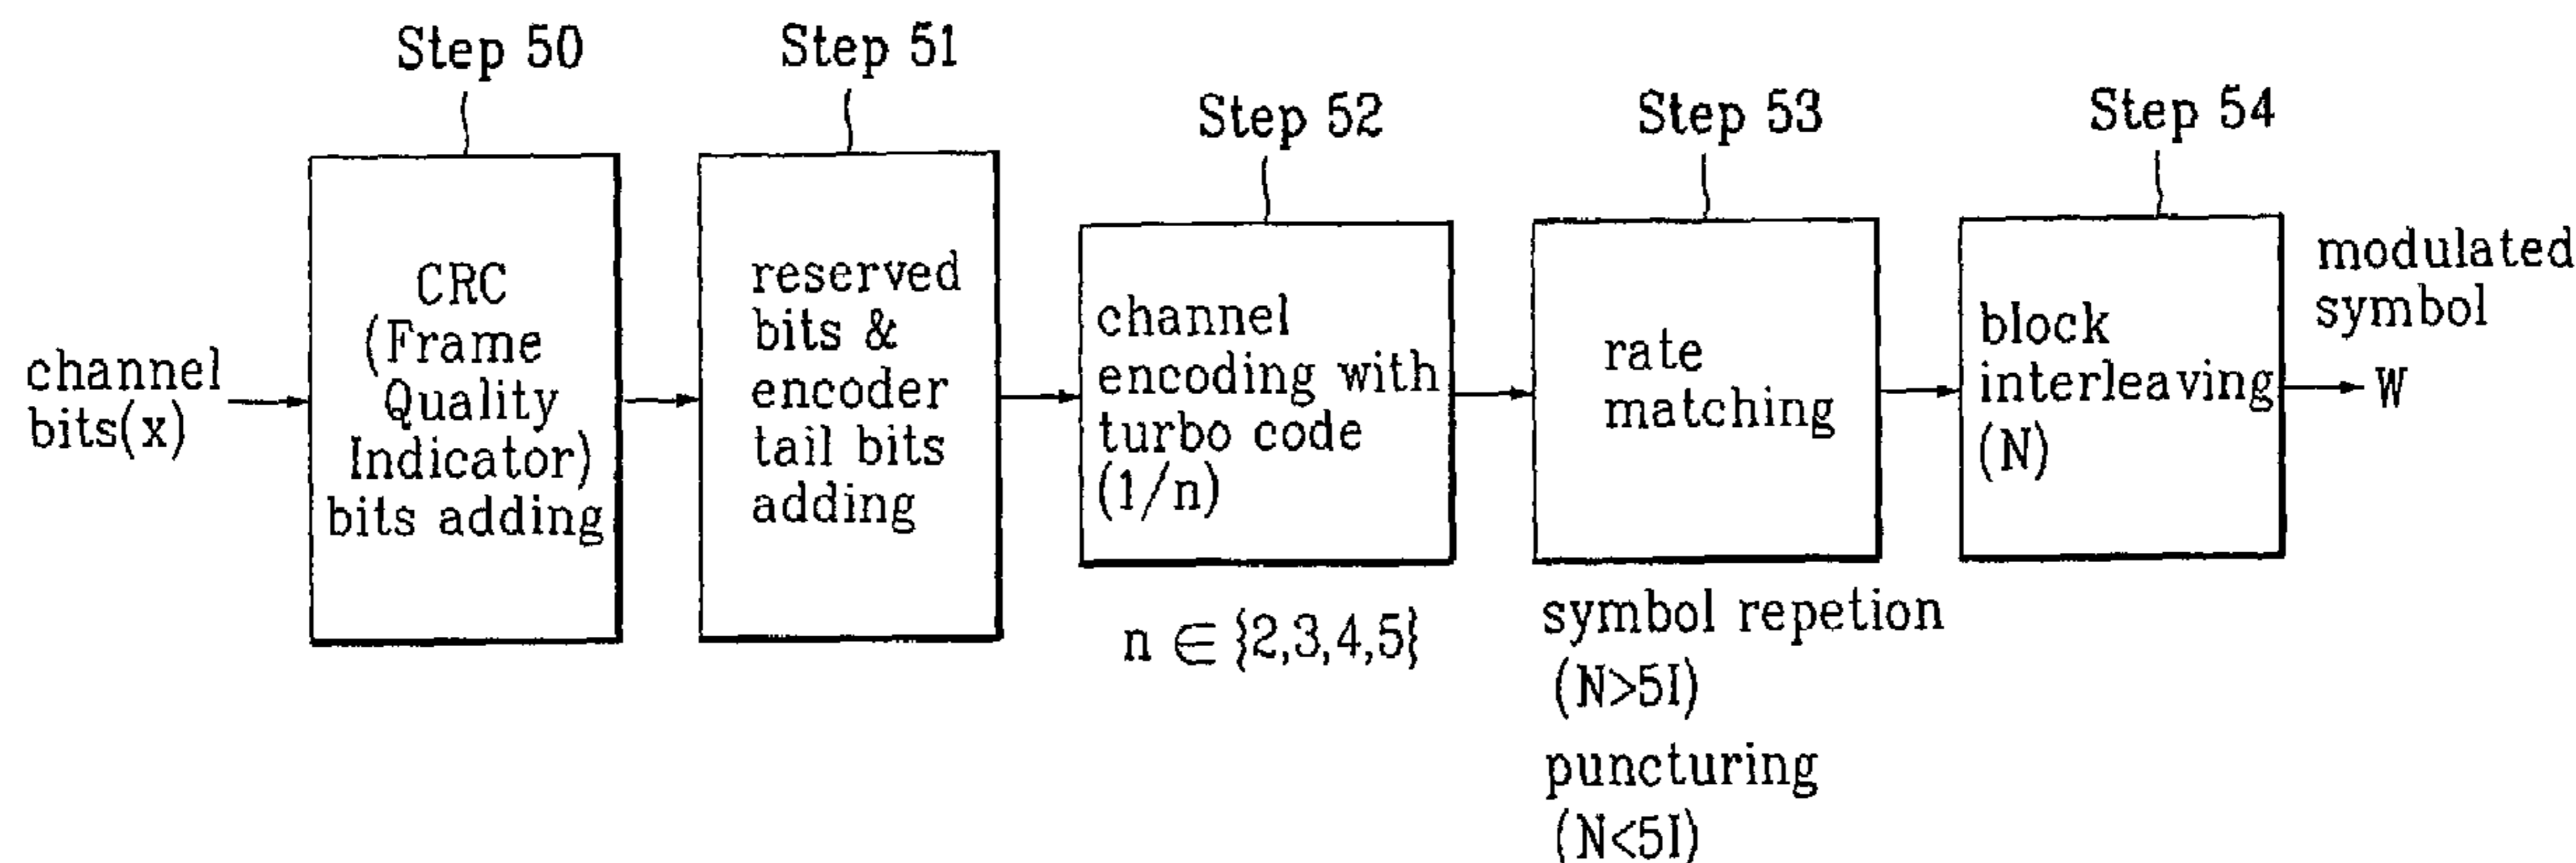 Step 50
Step 51
Step 52
Step 53
Step 54
channel
bits(x)
CRC
(Frame
Quality
Indicator)
bits adding
reserved
bits &
encoder
tail bits
adding
channel
encoding with
turbo code
(1/n)
n ∈ {2,3,4,5}
rate
matching
symbol repetion
(N>5I)
puncturing
(N<5I)
block
interleaving
(N)
modulated
symbol
W